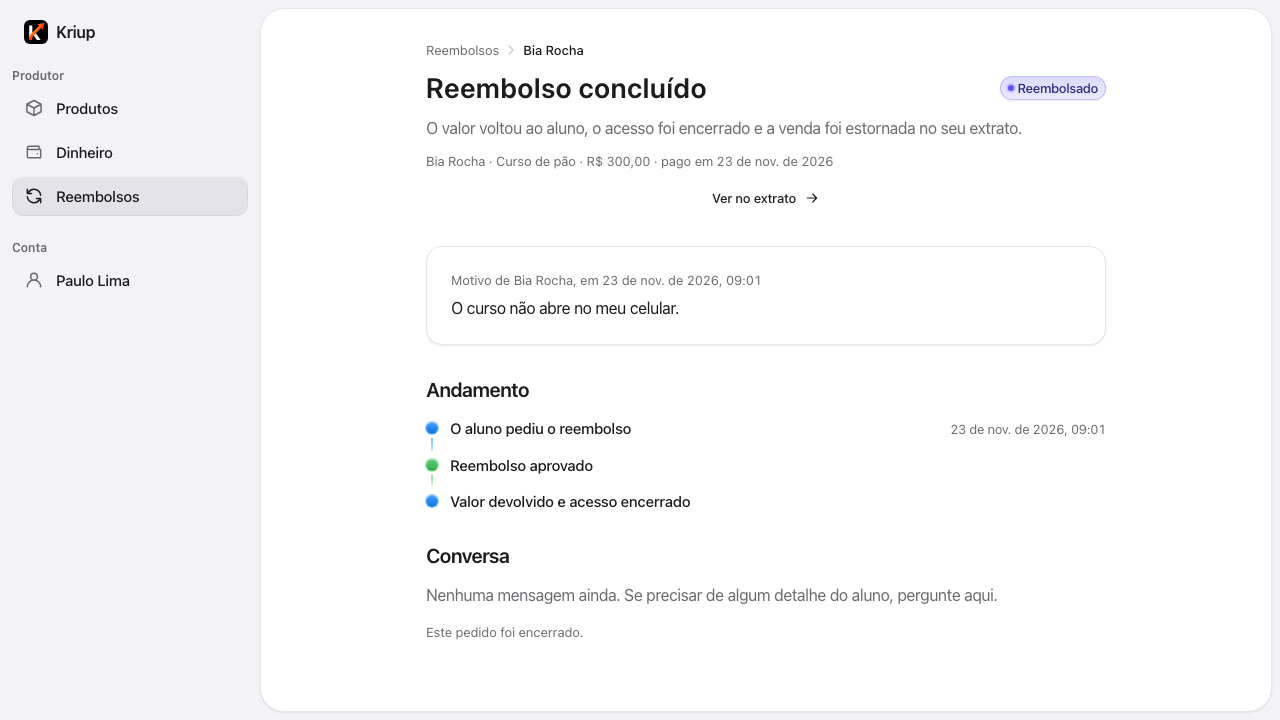 Kriup
Produtor
Produtos
Dinheiro
Reembolsos
Conta
Paulo Lima
Reembolsos
Bia Rocha
Reembolso concluído
Reembolsado
O valor voltou ao aluno, o acesso foi encerrado e a venda foi estornada no seu extrato.
Bia Rocha · Curso de pão · R$ 300,00 · pago em 23 de nov. de 2026
Ver no extrato
Motivo de Bia Rocha, em 23 de nov. de 2026, 09:01
O curso não abre no meu celular.
Andamento
O aluno pediu o reembolso
23 de nov. de 2026, 09:01
Reembolso aprovado
Valor devolvido e acesso encerrado
Conversa
Nenhuma mensagem ainda. Se precisar de algum detalhe do aluno, pergunte aqui.
Este pedido foi encerrado.